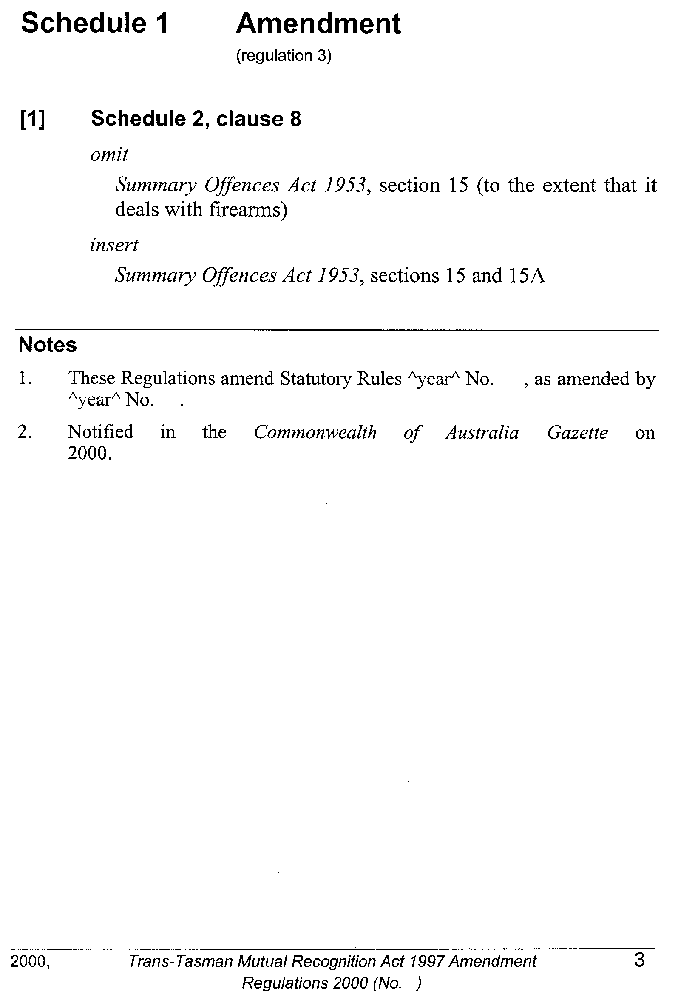 Schedule 1 Amendment
(regulation 3)
[1] Schedule 2, clause 8
omit
Summary Offences Act 1953, section 15 (to the extent that it
deals with firearms)
insert
Summary Offences Act 1953, sections 15 and 15A
Notes
1. These Regulations amend Statutory Rules ^year^ No. , as amended by
^year^ No. .
2. Notified in the Commonwealth of Australia Gazette on
2000.
2000, Trans-Tasman Mutual Recognition Act 1997 Amendment 3
Regulations 2000 (No. )